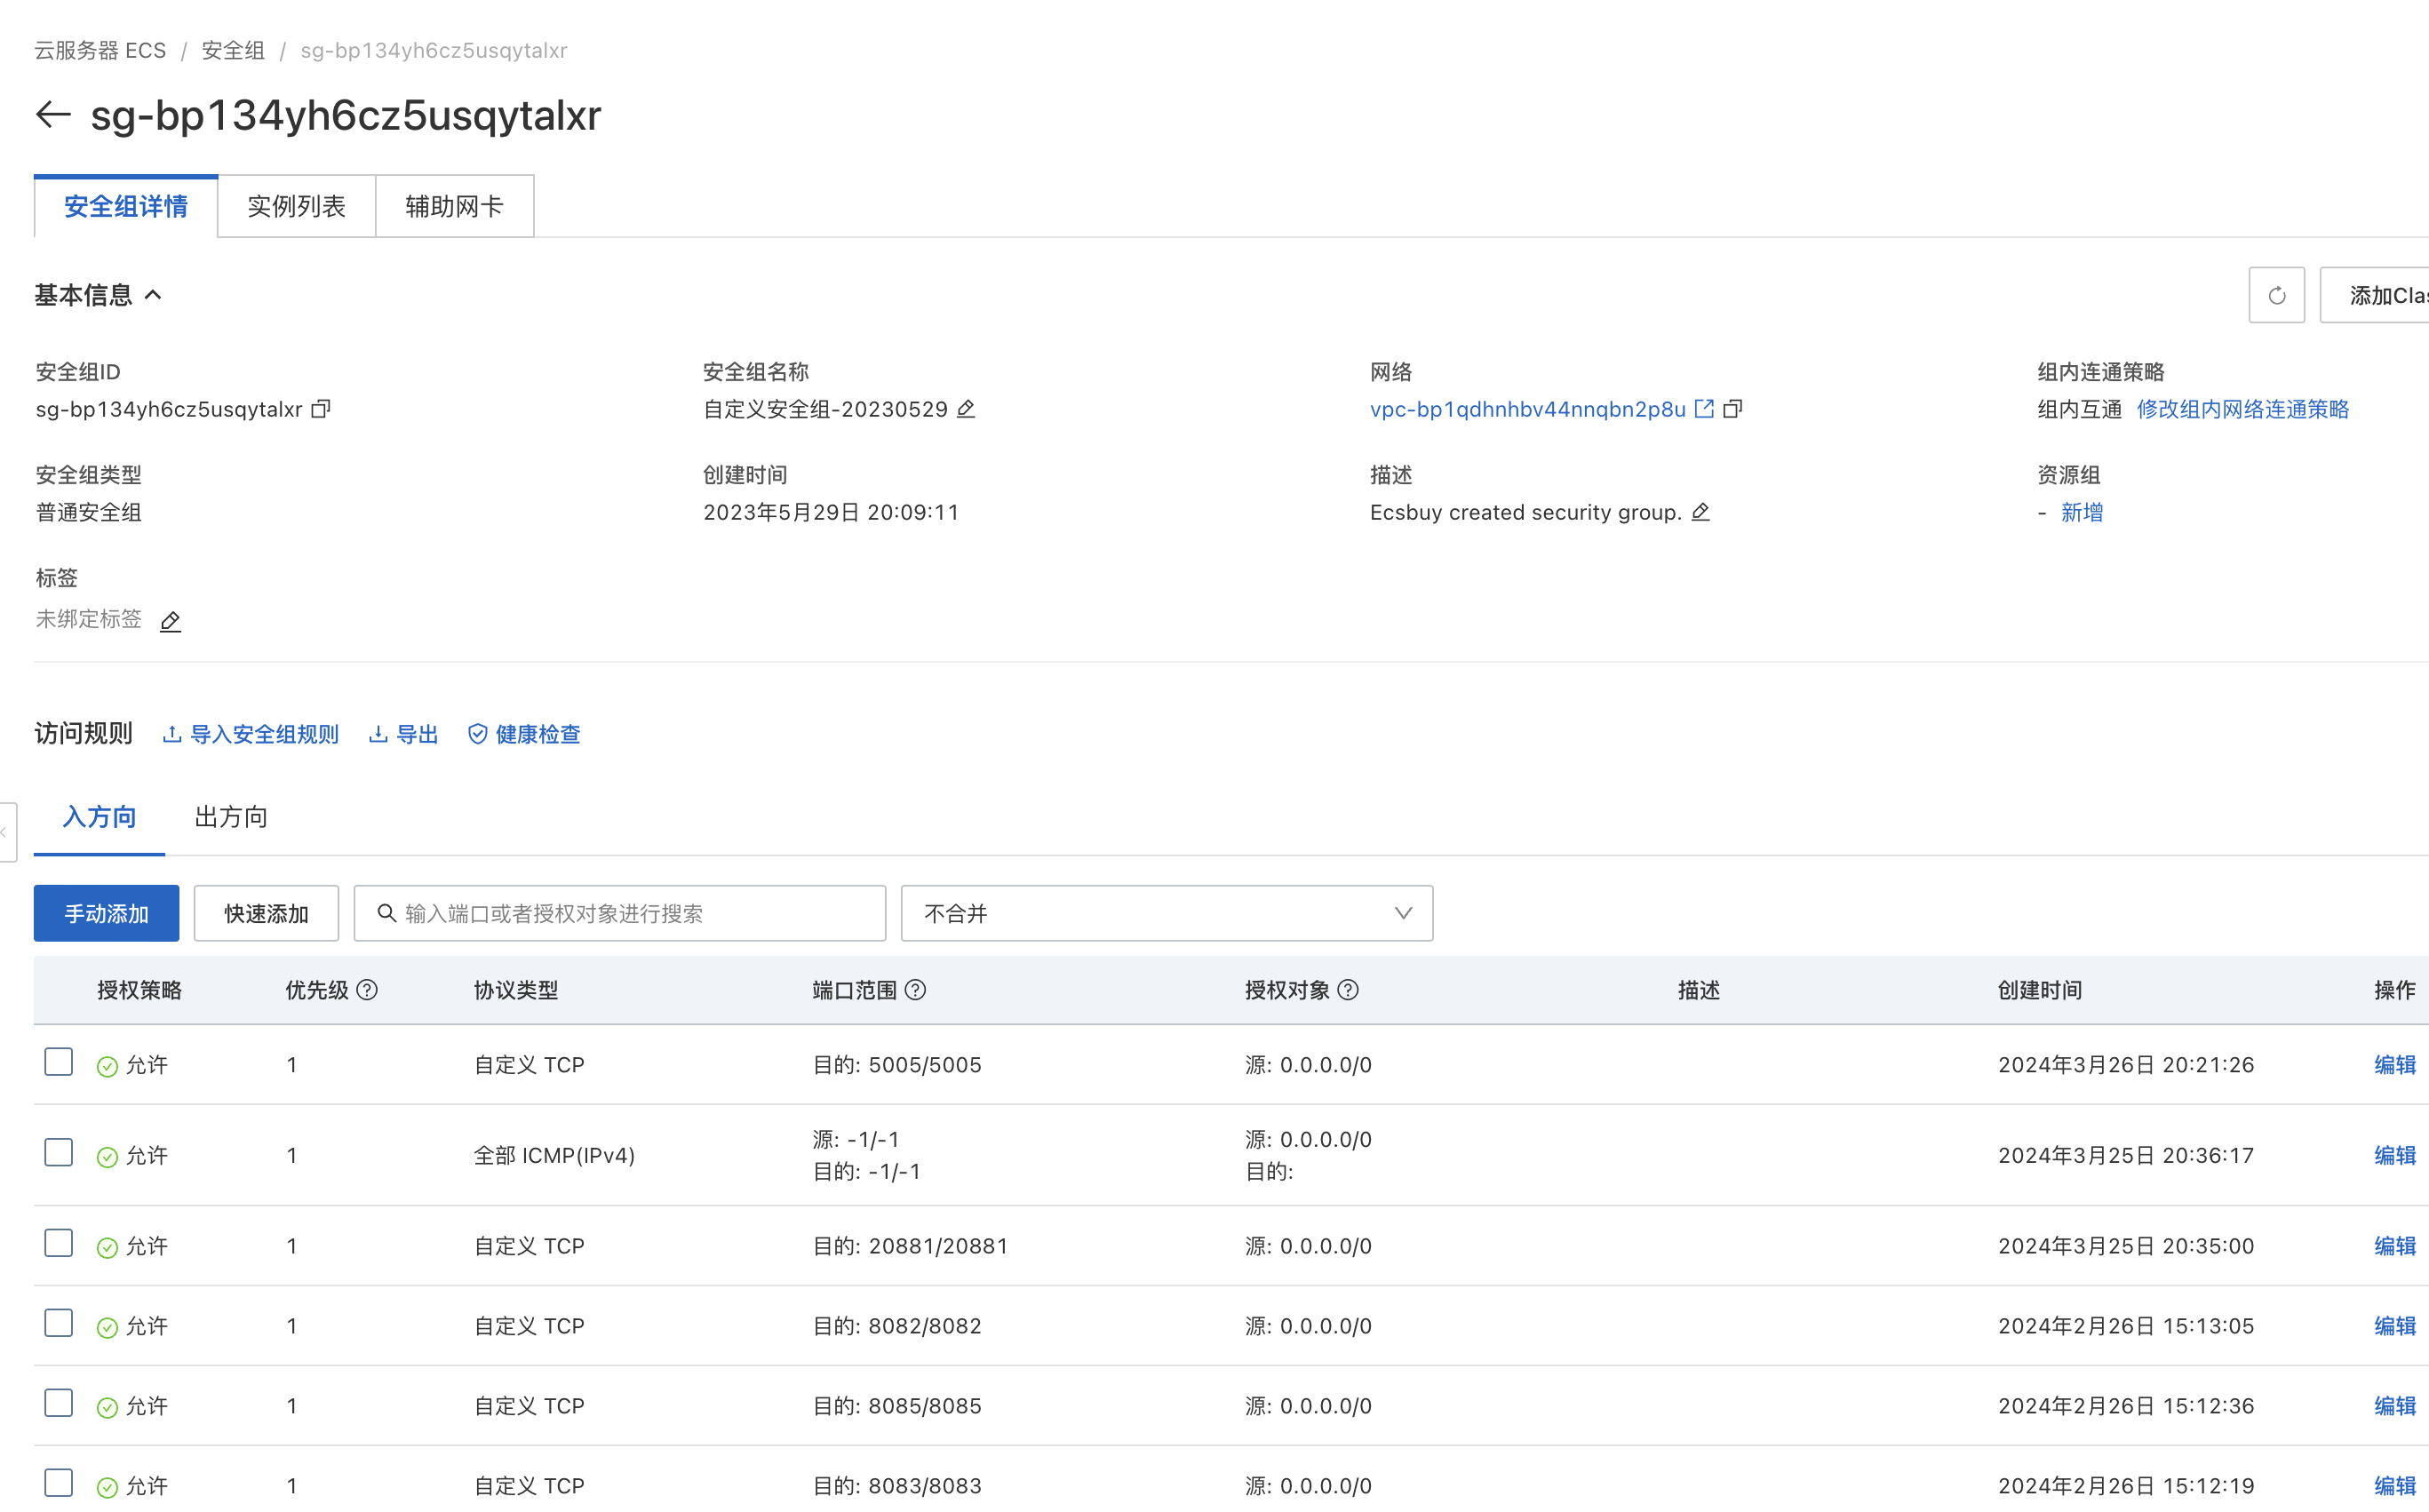 云服务器 ECS / 安全组 / sg-bp134yh6cz5usqytalxr
sg-bp134yh6cz5usqytalxr
安全组详情 实例列表 辅助网卡
基本信息
添加Clas
安全组ID 安全组名称 网络 组内连通策略
sg-bp134yh6cz5usqytalxr 自定义安全组-20230529 vpc-bp1qdhnhbv44nnqbn2p8u 组内互通 修改组内网络连通策略
安全组类型 创建时间 描述 资源组
普通安全组 2023年5月29日 20:09:11 Ecsbuy created security group. - 新增
标签
未绑定标签
访问规则 导入安全组规则 导出 健康检查
入方向 出方向
手动添加 快速添加 输入端口或者授权对象进行搜索 不合并
授权策略 优先级 协议类型 端口范围 授权对象 描述 创建时间 操作
允许 1 自定义 TCP 目的: 5005/5005 源: 0.0.0.0/0 2024年3月26日 20:21:26 编辑
源: -1/-1 源: 0.0.0.0/0
允许 1 全部 ICMP(IPv4) 2024年3月25日 20:36:17 编辑
目的: -1/-1 目的:
允许 1 自定义 TCP 目的: 20881/20881 源: 0.0.0.0/0 2024年3月25日 20:35:00 编辑
允许 1 自定义 TCP 目的: 8082/8082 源: 0.0.0.0/0 2024年2月26日 15:13:05 编辑
允许 1 自定义 TCP 目的: 8085/8085 源: 0.0.0.0/0 2024年2月26日 15:12:36 编辑
允许 1 自定义 TCP 目的: 8083/8083 源: 0.0.0.0/0 2024年2月26日 15:12:19 编辑